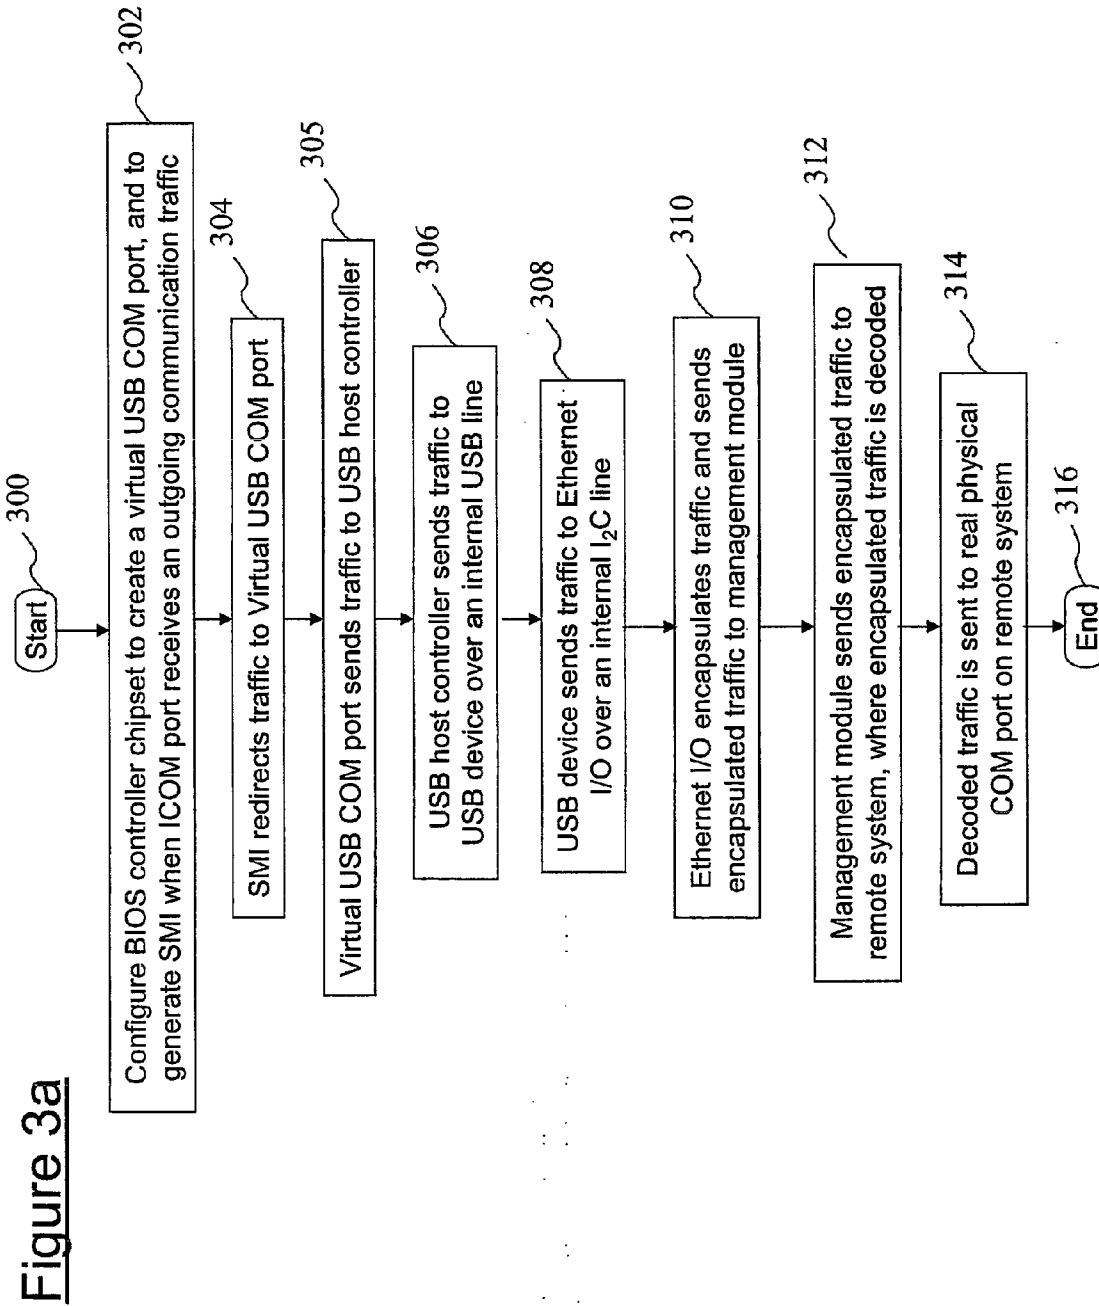 Figure 3a
Start
300
Configure BIOS controller chipset to create a virtual USB COM port, and to
generate SMI when ICOM port receives an outgoing communication traffic
302
SMI redirects traffic to Virtual USB COM port
304
Virtual USB COM port sends traffic to USB host controller
305
USB host controller sends traffic to
USB device over an internal USB line
306
USB device sends traffic to Ethernet
I/O over an internal I2C line
308
Ethernet I/O encapsulates traffic and sends
encapsulated traffic to management module
310
Management module sends encapsulated traffic to
remote system, where encapsulated traffic is decoded
312
Decoded traffic is sent to real physical
COM port on remote system
314
End
316